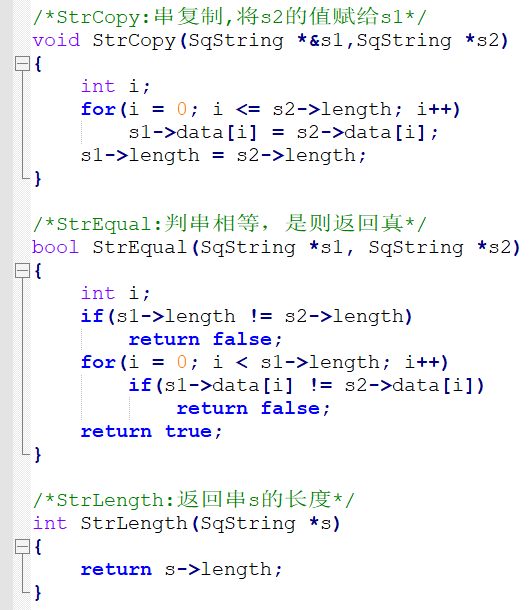 /*StrCopy:串复制,将s2的值赋给s1*/
void StrCopy(SqString *&s1,SqString *s2)
{
    int i;
    for(i = 0; i <= s2->length; i++)
        s1->data[i] = s2->data[i];
    s1->length = s2->length;
}

/*StrEqual:判串相等，是则返回真*/
bool StrEqual(SqString *s1, SqString *s2)
{
    int i;
    if(s1->length != s2->length)
        return false;
    for(i = 0; i < s1->length; i++)
        if(s1->data[i] != s2->data[i])
            return false;
    return true;
}

/*StrLength:返回串s的长度*/
int StrLength(SqString *s)
{
    return s->length;
}